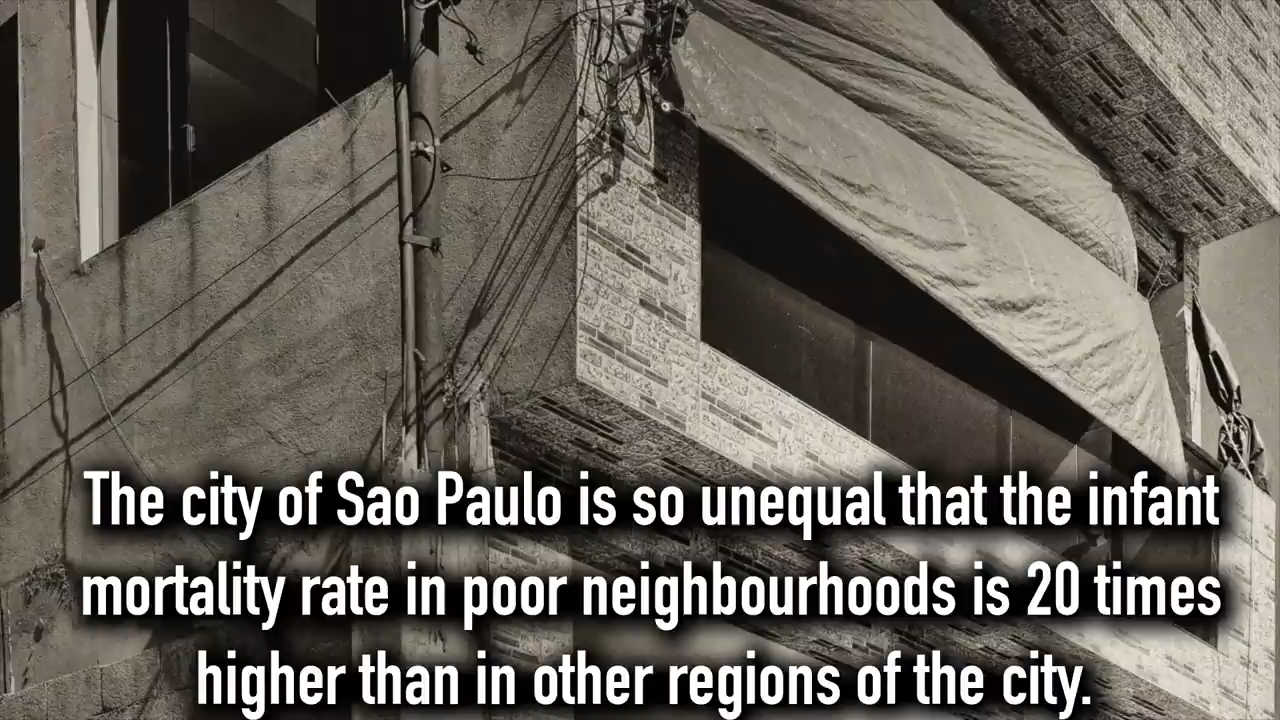 The city of Sao Paulo is so unequal that the infant
mortality rate in poor neighbourhoods is 20 times
higher than in other regions of the city.